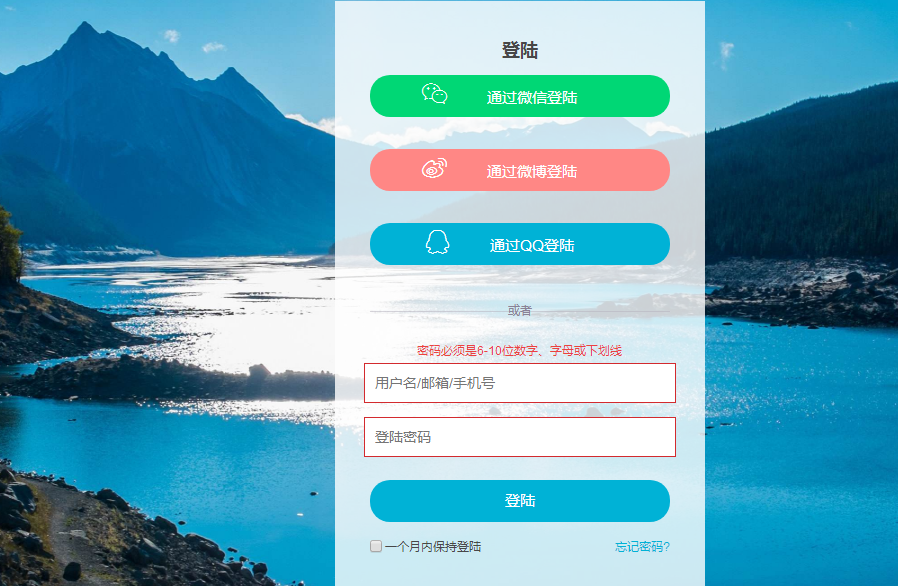 登陆
通过微信登陆
通过微博登陆
通过QQ登陆
或者
密码必须是6-10位数字、字母或下划线
用户名/邮箱/手机号
登陆密码
登陆
一个月内保持登陆
忘记密码?